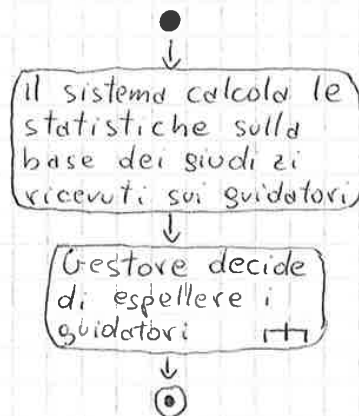 il sistema calcola le
statistiche sulla
base dei giudizi
ricevuti sui guidatori
Gestore decide
di espellere i
guidatori